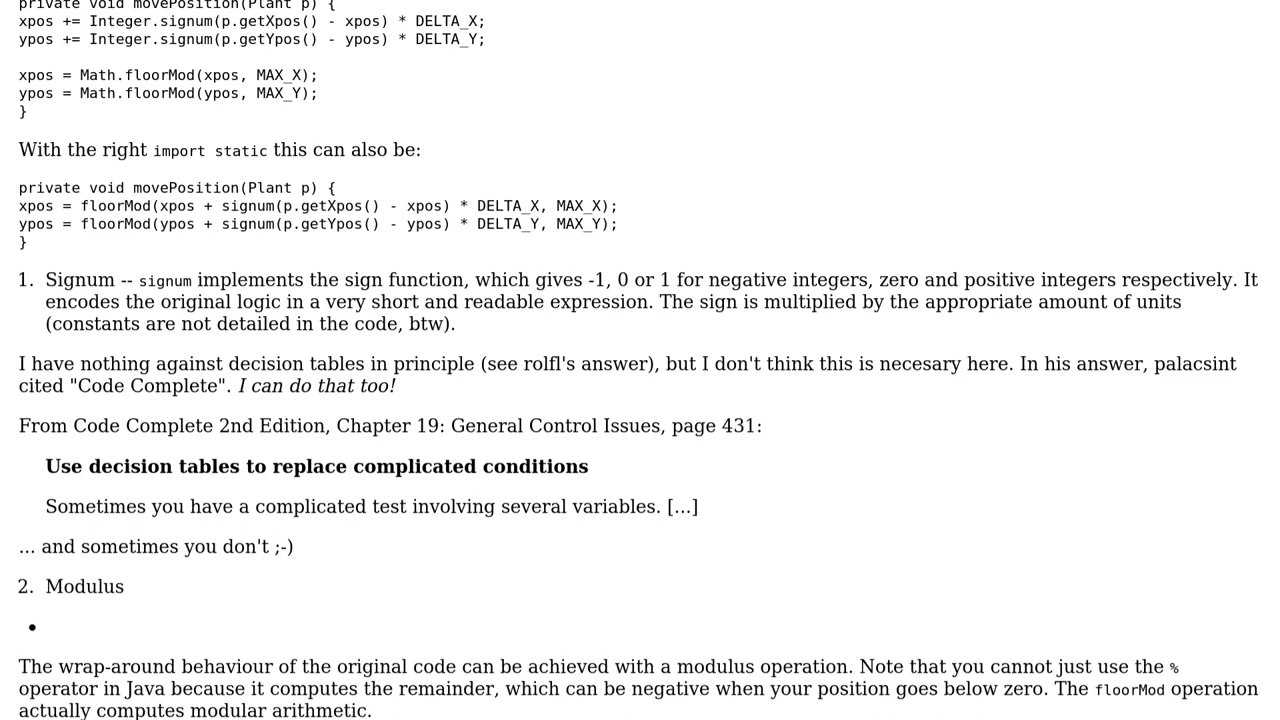 private void movePosition(Plant p) {
xpos += Integer.signum(p.getXpos() - xpos) * DELTA_X;
ypos += Integer.signum(p.getYpos() - ypos) * DELTA_Y;
xpos = Math.floorMod(xpos, MAX_X);
ypos = Math.floorMod(ypos, MAX_Y);
}
With the right import static this can also be:
private void movePosition(Plant p) {
xpos = floorMod(xpos + signum(p.getXpos() - xpos) * DELTA_X, MAX_X);
ypos = floorMod(ypos + signum(p.getYpos() - ypos) * DELTA_Y, MAX_Y);
}
1. Signum -- signum implements the sign function, which gives -1, 0 or 1 for negative integers, zero and positive integers respectively. It
encodes the original logic in a very short and readable expression. The sign is multiplied by the appropriate amount of units
(constants are not detailed in the code, btw).
I have nothing against decision tables in principle (see rolfl's answer), but I don't think this is necesary here. In his answer, palacsint
cited "Code Complete". I can do that too!
From Code Complete 2nd Edition, Chapter 19: General Control Issues, page 431:
Use decision tables to replace complicated conditions
Sometimes you have a complicated test involving several variables. [...]
... and sometimes you don't ;-)
2. Modulus
•
The wrap-around behaviour of the original code can be achieved with a modulus operation. Note that you cannot just use the %
operator in Java because it computes the remainder, which can be negative when your position goes below zero. The floorMod operation
actually computes modular arithmetic.